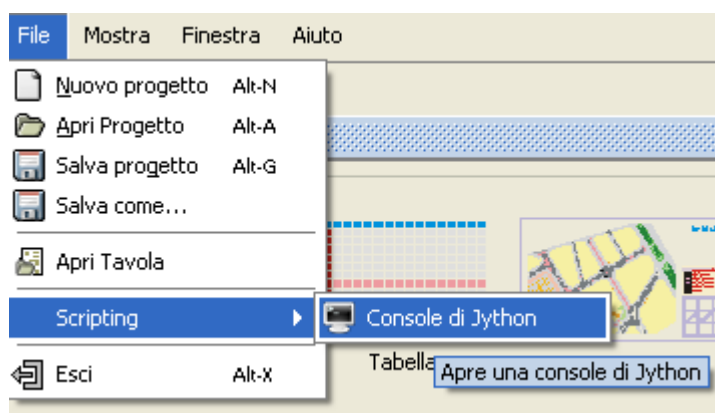 File Mostra Finestra Aiuto
Nuovo progetto Alt-N
Apri Progetto Alt-A
Salva progetto Alt-G
Salva come...
Apri Tavola
Scripting Console di Jython
Esci Alt-X Tabella Apre una console di Jython